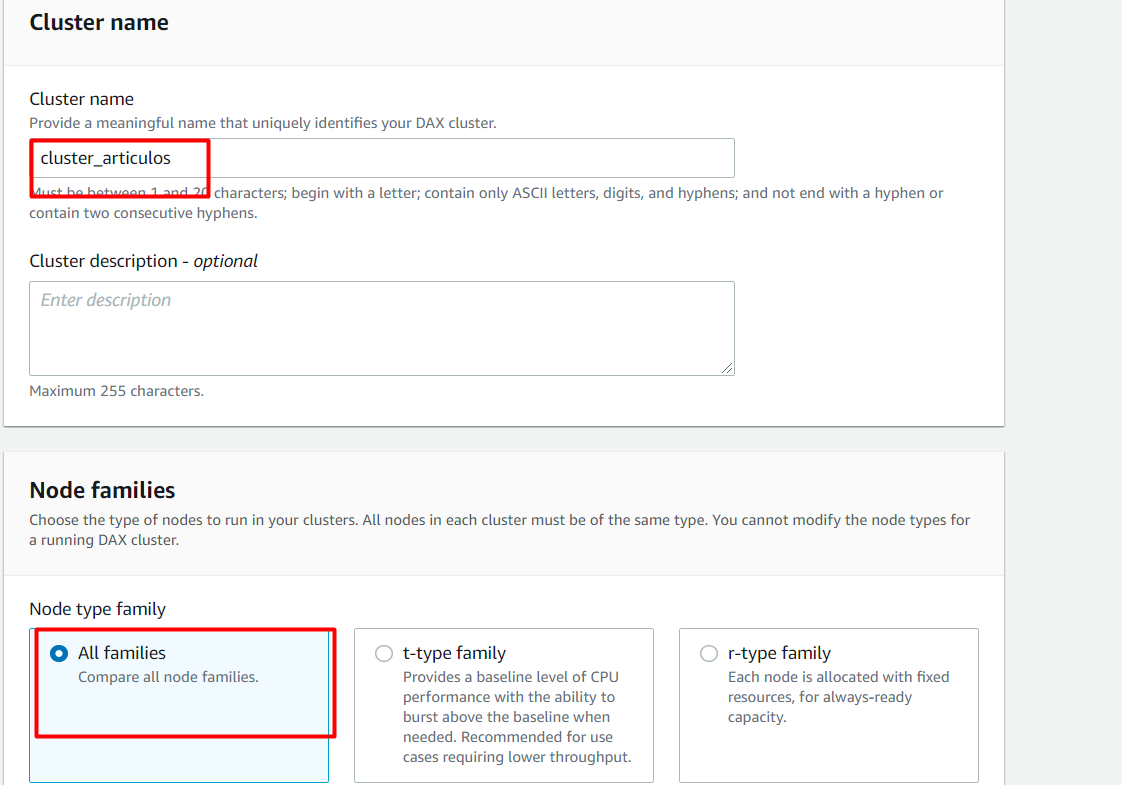 Cluster name
Cluster name
Provide a meaningful name that uniquely identifies your DAX cluster.
cluster_articulos
Must be between 1 and 20 characters; begin with a letter; contain only ASCII letters, digits, and hyphens; and not end with a hyphen or
contain two consecutive hyphens.
Cluster description - optional
Enter description
Maximum 255 characters.
Node families
Choose the type of nodes to run in your clusters. All nodes in each cluster must be of the same type. You cannot modify the node types for
a running DAX cluster.
Node type family
All families
Compare all node families.
t-type family
Provides a baseline level of CPU
performance with the ability to
burst above the baseline when
needed. Recommended for use
cases requiring lower throughput.
r-type family
Each node is allocated with fixed
resources, for always-ready
capacity.